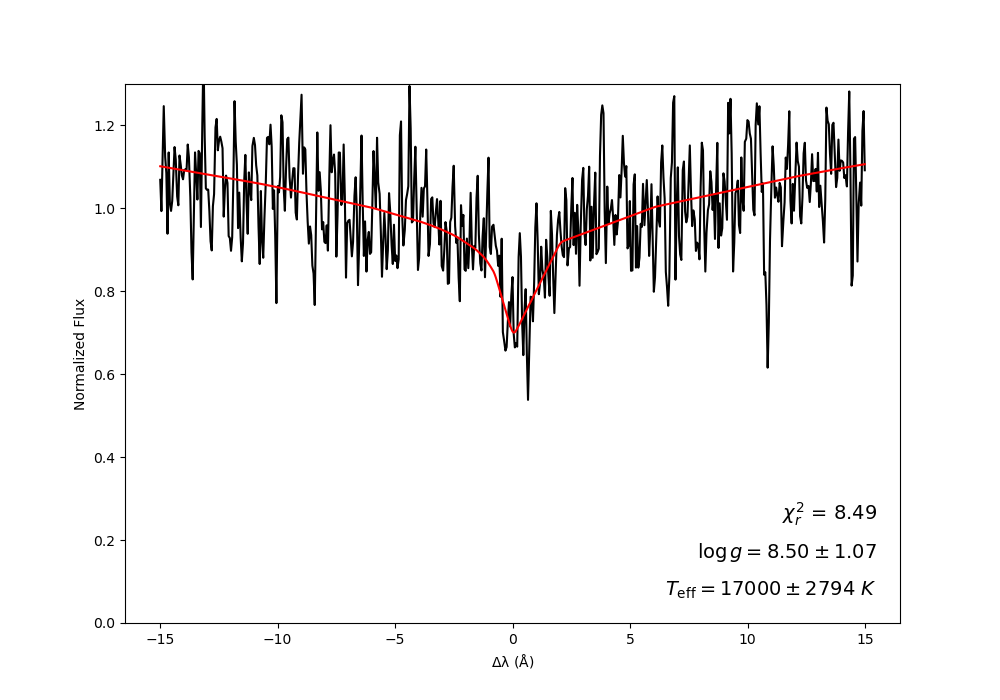 Normalized Flux
1.2
1.0
0.8
0.6
0.4
0.2
0.0
−15
−10
−5
0
5
10
15
Δλ (Å)
χ²ᵣ = 8.49
log g = 8.50 ± 1.07
T_eff = 17000 ± 2794 K